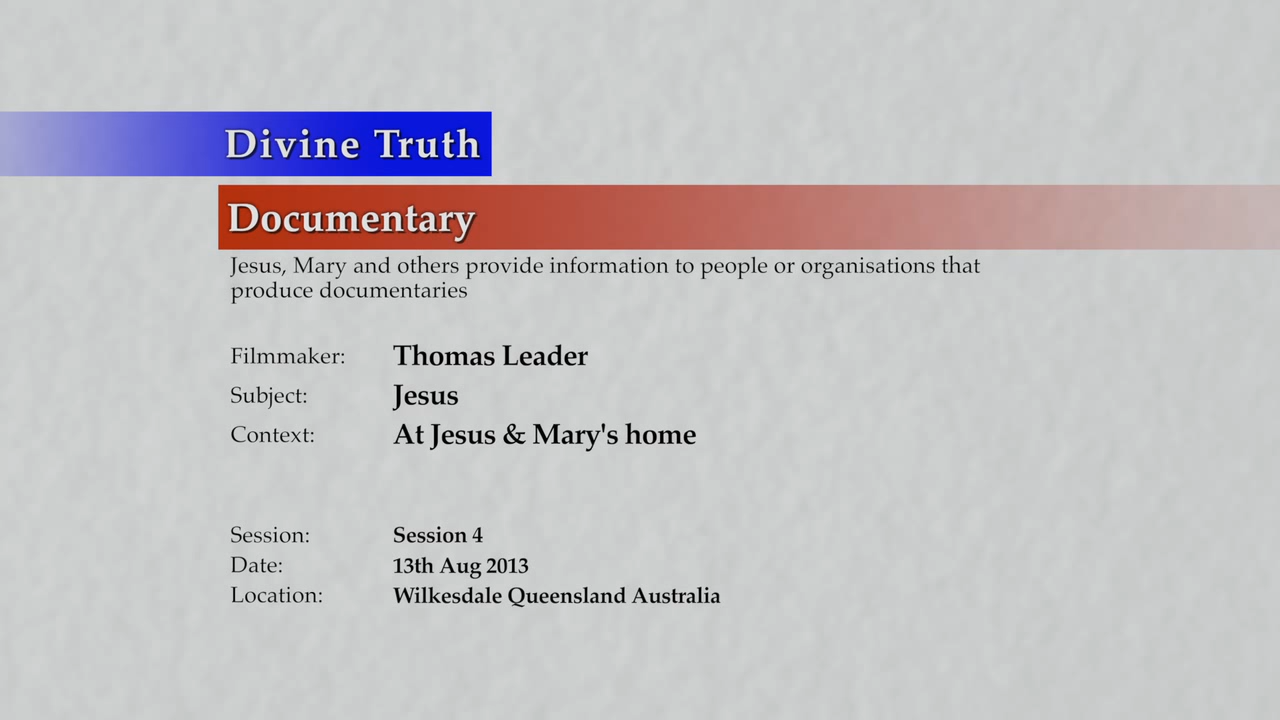 Divine Truth
Documentary
Jesus, Mary and others provide information to people or organisations that
produce documentaries
Filmmaker: Thomas Leader
Subject: Jesus
Context: At Jesus & Mary's home
Session: Session 4
Date: 13th Aug 2013
Location: Wilkesdale Queensland Australia